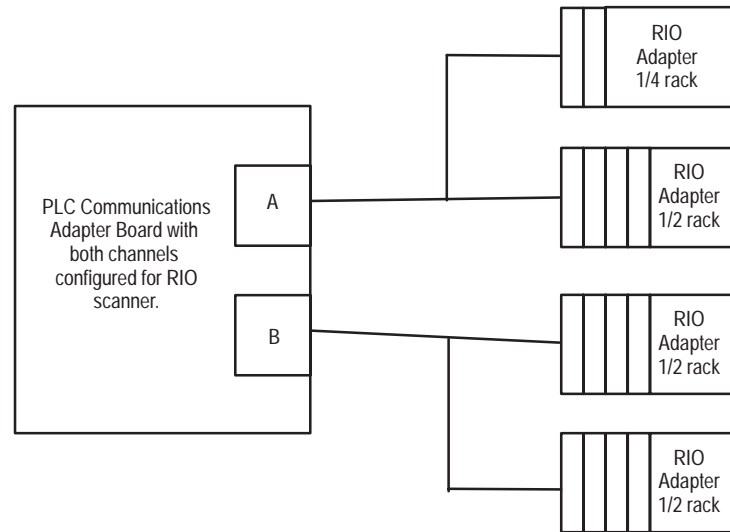 PLC Communications
Adapter Board with
both channels
configured for RIO
scanner.
A
B
RIO
Adapter
1/4 rack
RIO
Adapter
1/2 rack
RIO
Adapter
1/2 rack
RIO
Adapter
1/2 rack